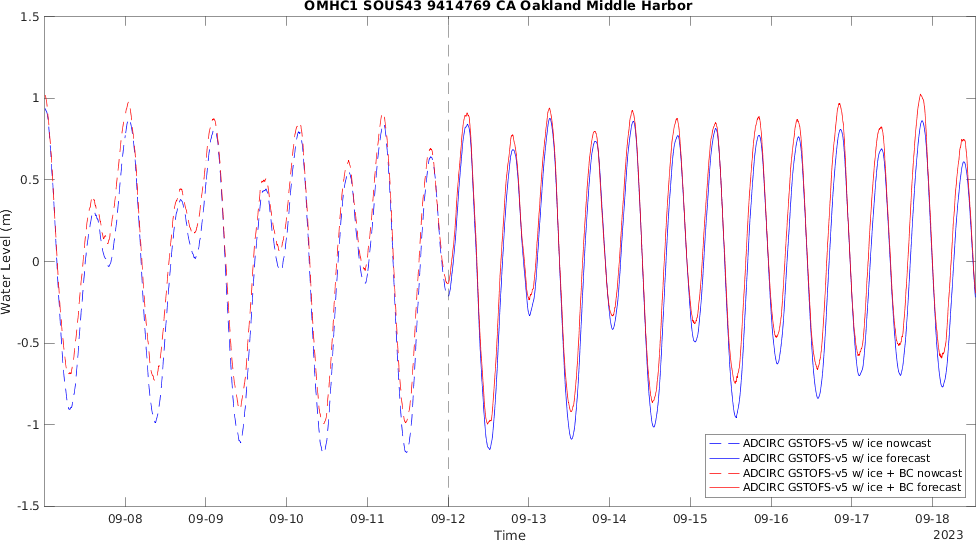 OMHC1 SOUS43 9414769 CA Oakland Middle Harbor
1.5
1
0.5
0
-0.5
-1
-1.5
Water Level (m)
ADCIRC GSTOFS-v5 w/ ice nowcast
ADCIRC GSTOFS-v5 w/ ice forecast
ADCIRC GSTOFS-v5 w/ ice + BC nowcast
ADCIRC GSTOFS-v5 w/ ice + BC forecast
09-08 09-09 09-10 09-11 09-12 09-13 09-14 09-15 09-16 09-17 09-18
Time
2023